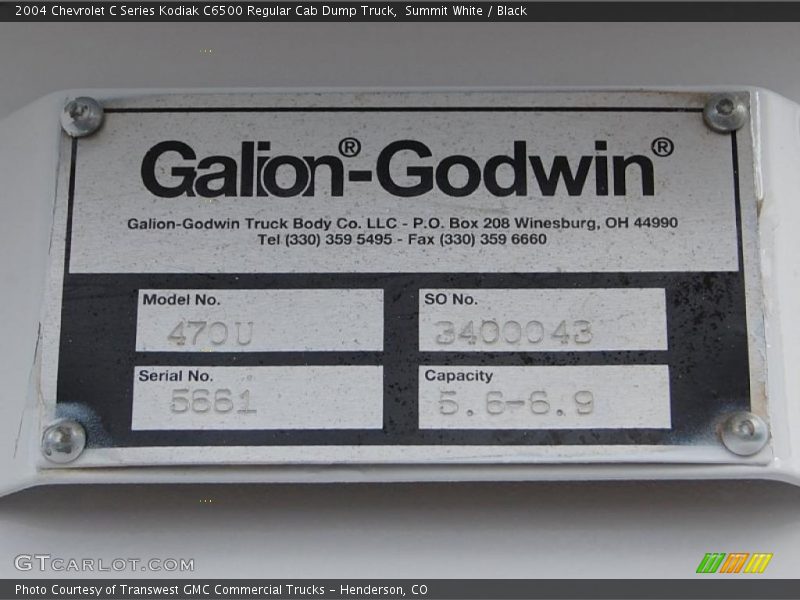 2004 Chevrolet C Series Kodiak C6500 Regular Cab Dump Truck,  Summit White / Black
Galion®-Godwin®
Galion-Godwin Truck Body Co. LLC - P.O. Box 208 Winesburg, OH 44990
Tel (330) 359 5495 - Fax (330) 359 6660
Model No.
470U
SO No.
3400043
Serial No.
5661
Capacity
5.6-6.9
GTCARLOT.COM
Photo Courtesy of Transwest GMC Commercial Trucks - Henderson, CO